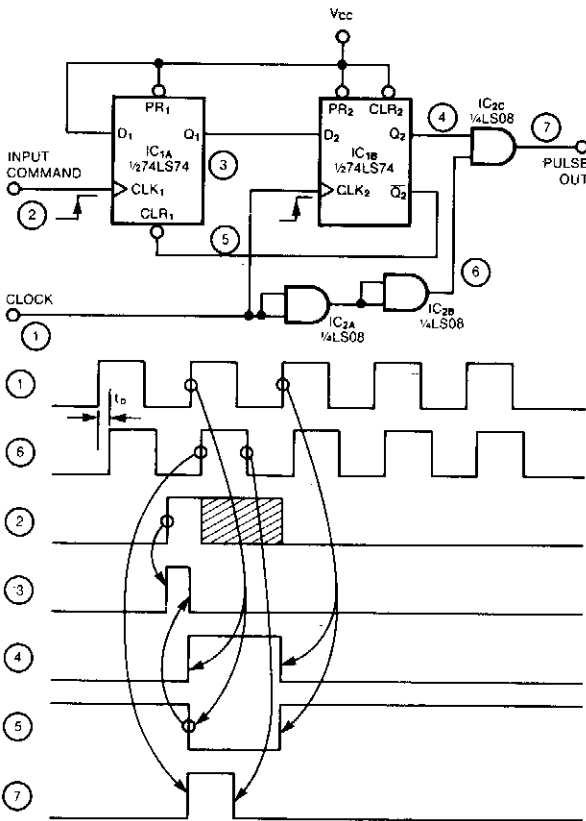 VCC
PR₁
D₁
Q₁
IC₁A
½74LS74
CLK₁
CLR₁
3
PR₂
CLR₂
D₂
Q₂
IC₁B
½74LS74
CLK₂
Q̅₂
4
IC₂C
¼LS08
7
PULSE
OUT
INPUT
COMMAND
2
5
6
CLOCK
1
IC₂A
¼LS08
IC₂B
¼LS08
1
tD
6
2
3
4
5
7